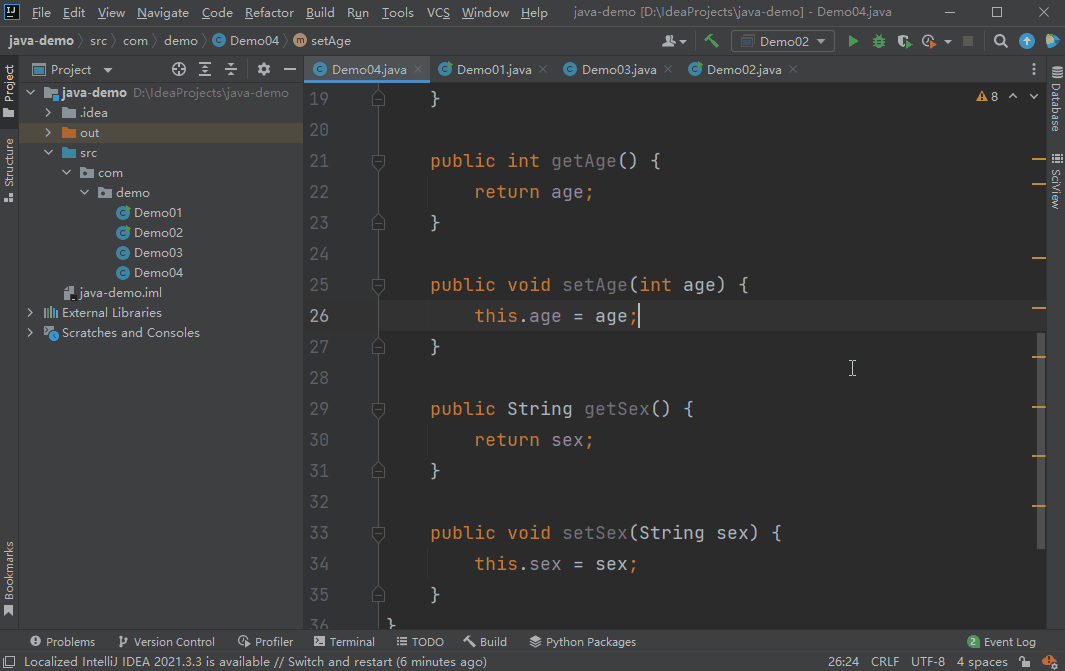 File Edit View Navigate Code Refactor Build Run Tools VCS Window Help java-demo [D:\IdeaProjects\java-demo] - Demo04.java
java-demo src com demo Demo04 setAge Demo02
Project
Demo04.java Demo01.java Demo03.java Demo02.java
java-demo D:\IdeaProjects\java-demo
.idea
out
src
com
demo
Demo01
Demo02
Demo03
Demo04
java-demo.iml
External Libraries
Scratches and Consoles
Project
Structure
Bookmarks
8
19 }
20
21 public int getAge() {
22 return age;
23 }
24
25 public void setAge(int age) {
26 this.age = age;
27 }
28
29 public String getSex() {
30 return sex;
31 }
32
33 public void setSex(String sex) {
34 this.sex = sex;
35 }
36 }
Database
SciView
Problems Version Control Profiler Terminal TODO Build Python Packages 2 Event Log
Localized IntelliJ IDEA 2021.3.3 is available // Switch and restart (6 minutes ago) 26:24 CRLF UTF-8 4 spaces